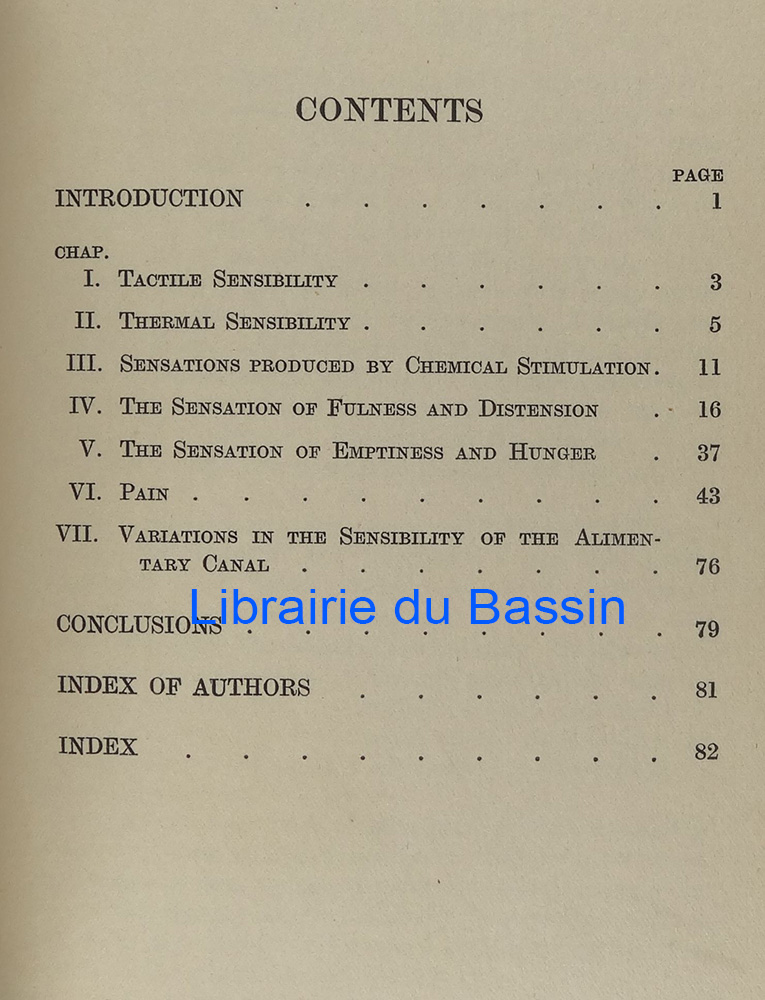 CONTENTS
PAGE
INTRODUCTION . . . . . . . 1
CHAP.
I. TACTILE SENSIBILITY . . . . . . 3
II. THERMAL SENSIBILITY . . . . . . 5
III. SENSATIONS PRODUCED BY CHEMICAL STIMULATION . 11
IV. THE SENSATION OF FULNESS AND DISTENSION . 16
V. THE SENSATION OF EMPTINESS AND HUNGER . 37
VI. PAIN . . . . . . . . . 43
VII. VARIATIONS IN THE SENSIBILITY OF THE ALIMEN-
TARY CANAL . . . . . . . 76
Librairie du Bassin
CONCLUSIONS . . . . . . . . 79
INDEX OF AUTHORS . . . . . . 81
INDEX . . . . . . . . . 82